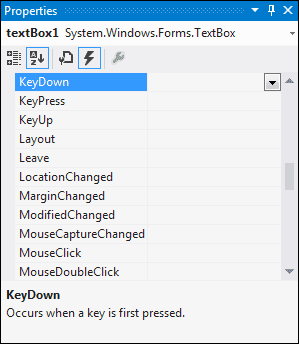 Properties
textBox1 System.Windows.Forms.TextBox
KeyDown
KeyPress
KeyUp
Layout
Leave
LocationChanged
MarginChanged
ModifiedChanged
MouseCaptureChanged
MouseClick
MouseDoubleClick
KeyDown
Occurs when a key is first pressed.